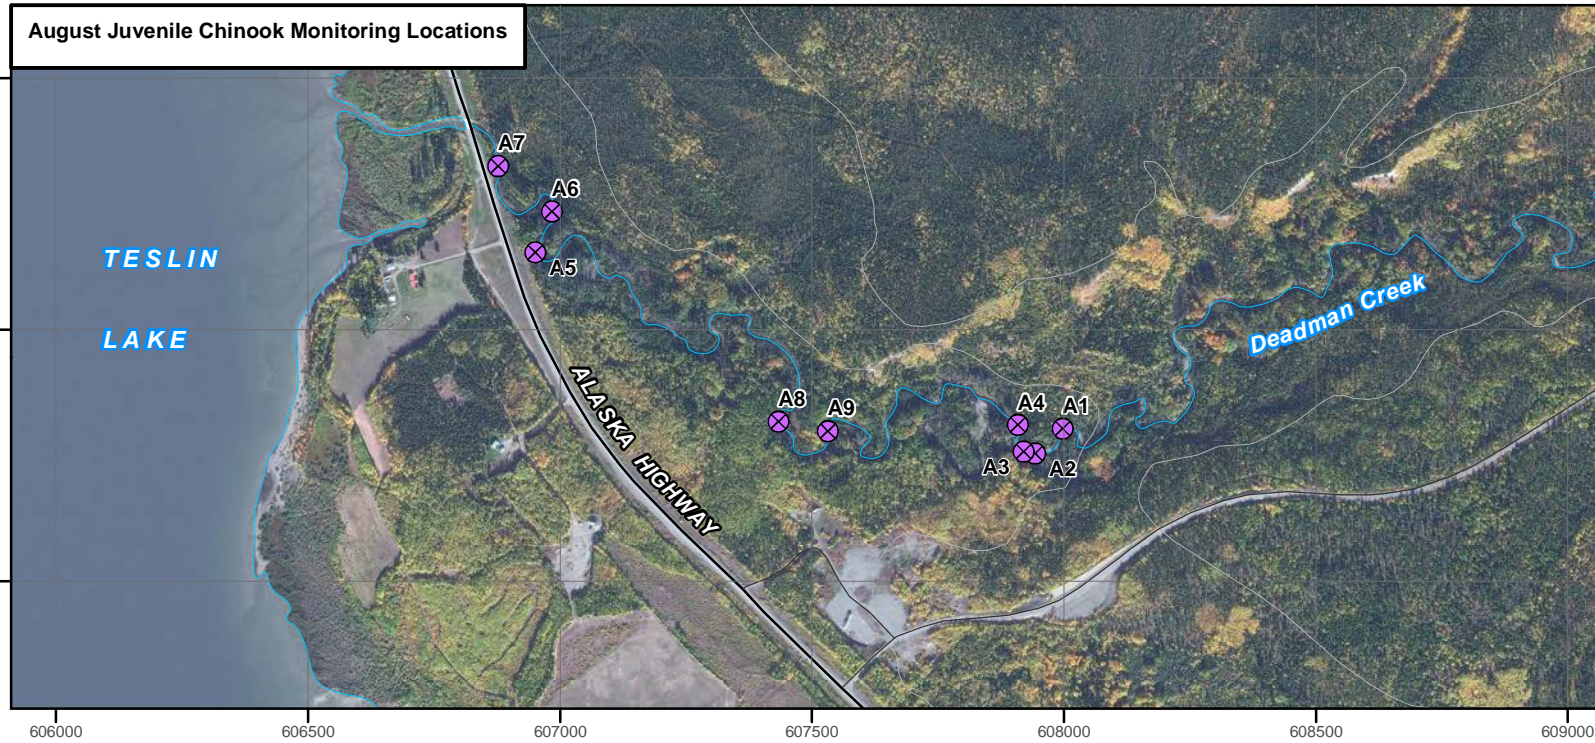 August Juvenile Chinook Monitoring Locations
A7
A6
A5
TESLIN
LAKE
Deadman Creek
ALASKA HIGHWAY
A8
A9
A4
A1
A3
A2
606000
606500
607000
607500
608000
608500
609000